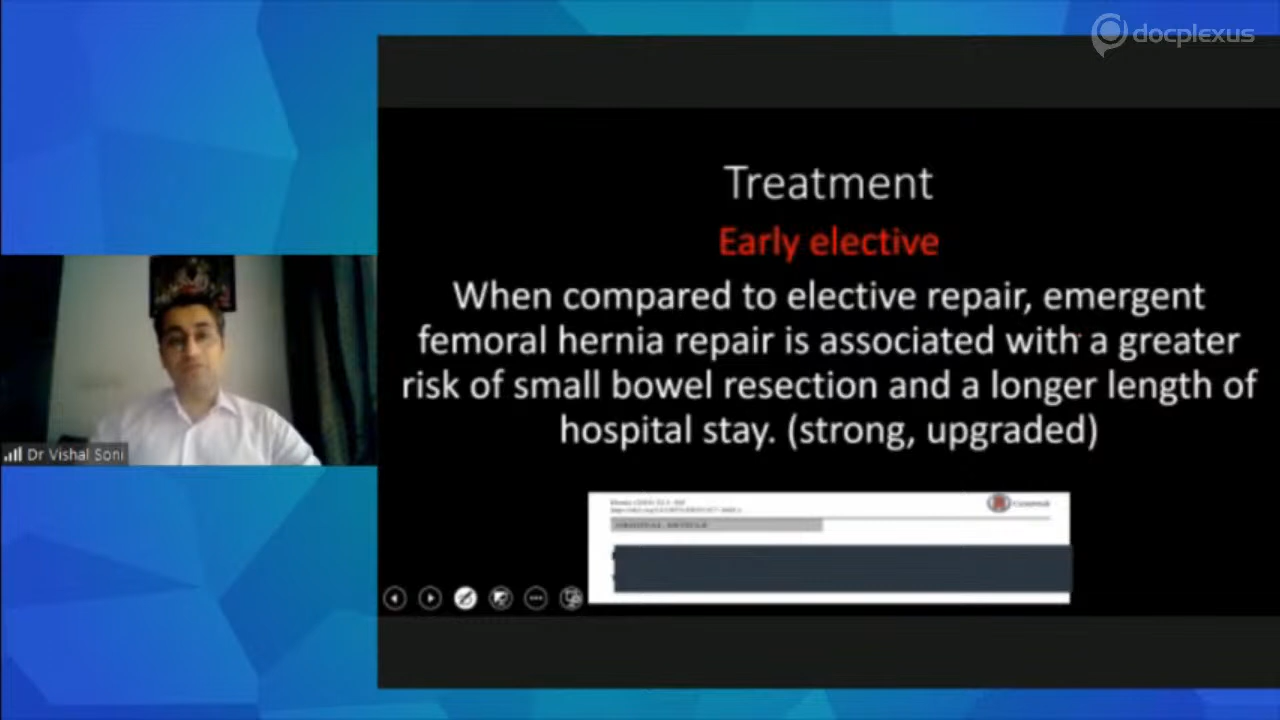 docplexus
Treatment
Early elective
When compared to elective repair, emergent
femoral hernia repair is associated with a greater
risk of small bowel resection and a longer length of
hospital stay. (strong, upgraded)
Dr Vishal Soni
ORIGINAL ARTICLE